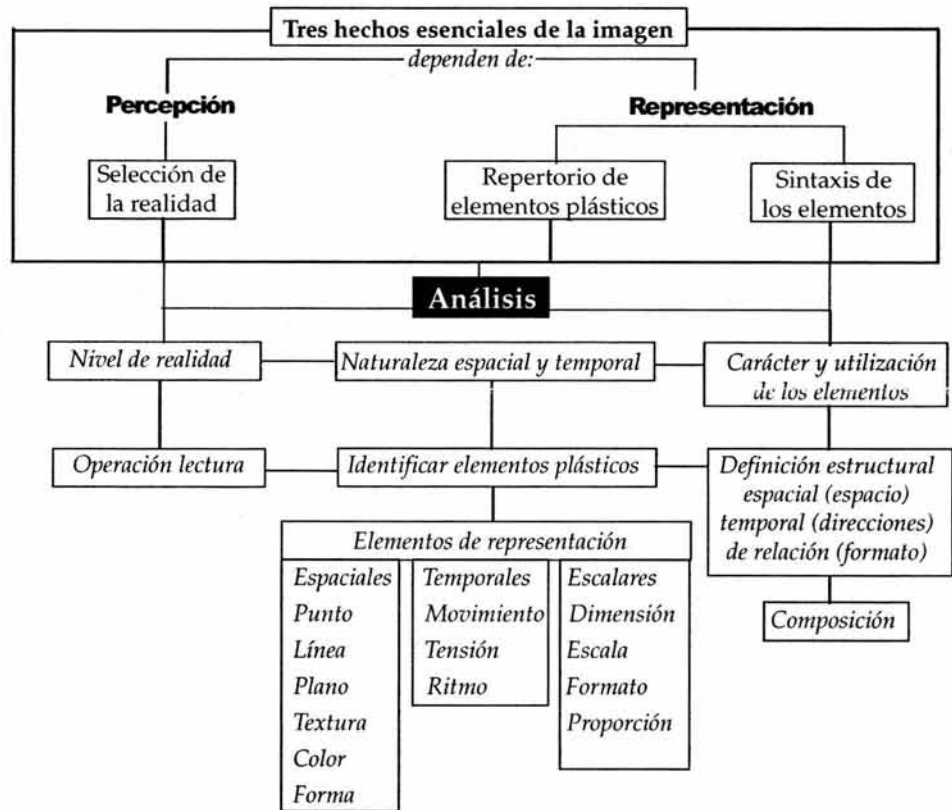 Tres hechos esenciales de la imagen
dependen de:
Percepción
Representación
Selección de
la realidad
Repertorio de
elementos plásticos
Sintaxis de
los elementos
Análisis
Nivel de realidad
Naturaleza espacial y temporal
Carácter y utilización
de los elementos
Operación lectura
Identificar elementos plásticos
Definición estructural
espacial (espacio)
temporal (direcciones)
de relación (formato)
Elementos de representación
Espaciales
Punto
Línea
Plano
Textura
Color
Forma
Temporales
Movimiento
Tensión
Ritmo
Escalares
Dimensión
Escala
Formato
Proporción
Composición